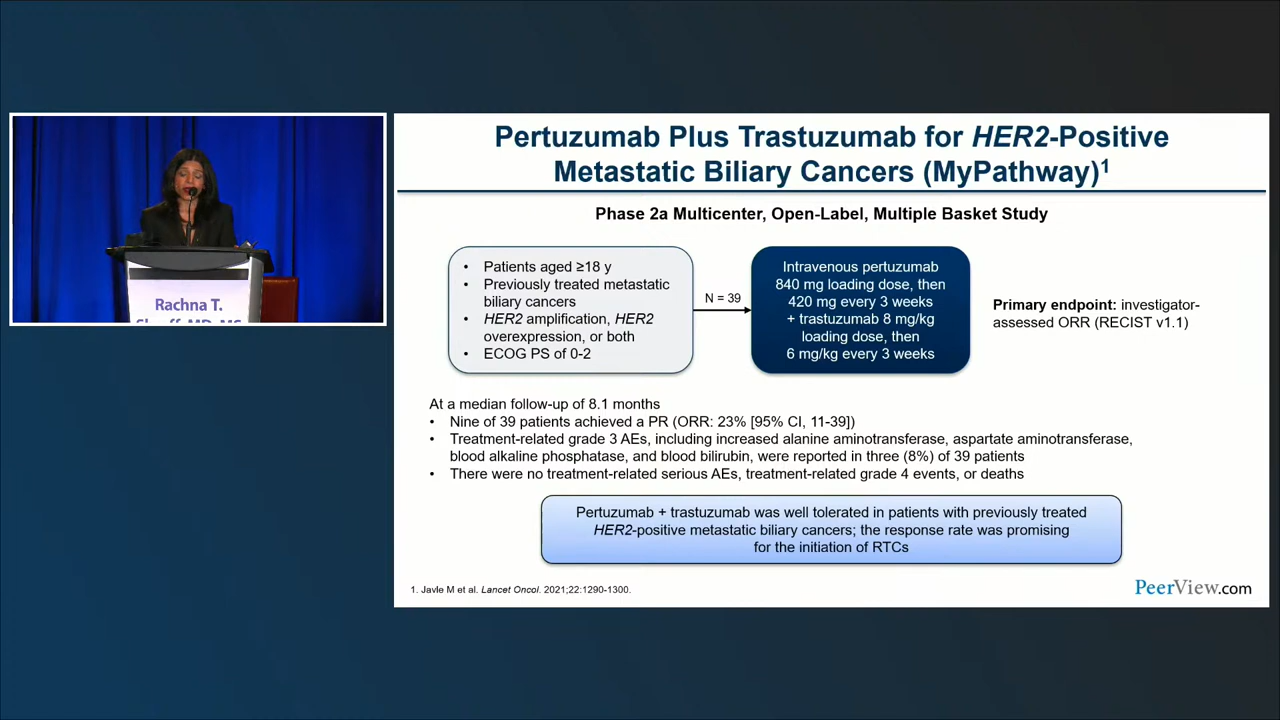 Pertuzumab Plus Trastuzumab for HER2-Positive
Metastatic Biliary Cancers (MyPathway)1
Phase 2a Multicenter, Open-Label, Multiple Basket Study
• Patients aged ≥18 y
• Previously treated metastatic
biliary cancers
• HER2 amplification, HER2
overexpression, or both
• ECOG PS of 0-2
N = 39
Intravenous pertuzumab
840 mg loading dose, then
420 mg every 3 weeks
+ trastuzumab 8 mg/kg
loading dose, then
6 mg/kg every 3 weeks
Primary endpoint: investigator-
assessed ORR (RECIST v1.1)
At a median follow-up of 8.1 months
• Nine of 39 patients achieved a PR (ORR: 23% [95% CI, 11-39])
• Treatment-related grade 3 AEs, including increased alanine aminotransferase, aspartate aminotransferase,
blood alkaline phosphatase, and blood bilirubin, were reported in three (8%) of 39 patients
• There were no treatment-related serious AEs, treatment-related grade 4 events, or deaths
Pertuzumab + trastuzumab was well tolerated in patients with previously treated
HER2-positive metastatic biliary cancers; the response rate was promising
for the initiation of RTCs
1. Javle M et al. Lancet Oncol. 2021;22:1290-1300.
PeerView.com
Rachna T.